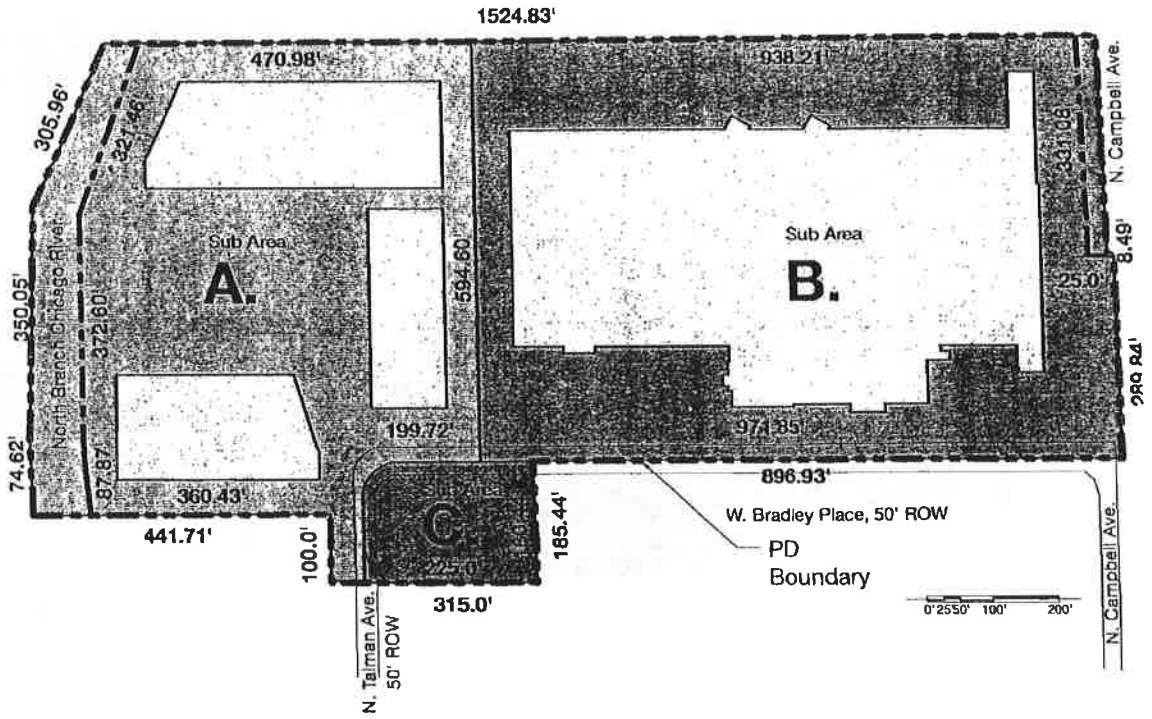 1524.83'
470.98'
938.21'
305.96'
321.46'
331.08'
N. Campbell Ave.
Sub Area
A.
Sub Area
B.
594.60'
8.49'
25.0'
350.05'
North Branch Chicago River
372.60'
289.84'
199.72'
971.85'
74.62'
87.87'
360.43'
896.93'
441.71'
C.
185.44'
W. Bradley Place, 50' ROW
100.0'
225.0'
PD
Boundary
315.0'
0' 25' 50' 100' 200'
N. Talman Ave.
50' ROW
N. Campbell Ave.